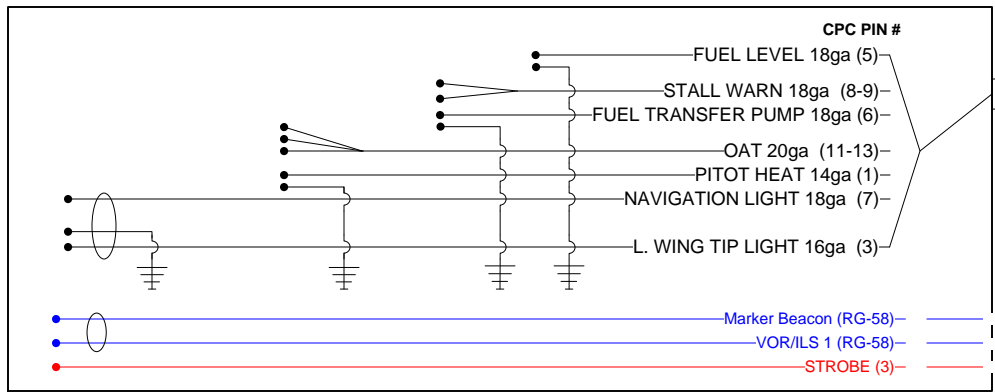 CPC PIN #
FUEL LEVEL 18ga (5)
STALL WARN 18ga (8-9)
FUEL TRANSFER PUMP 18ga (6)
OAT 20ga (11-13)
PITOT HEAT 14ga (1)
NAVIGATION LIGHT 18ga (7)
L. WING TIP LIGHT 16ga (3)
Marker Beacon (RG-58)
VOR/ILS 1 (RG-58)
STROBE (3)